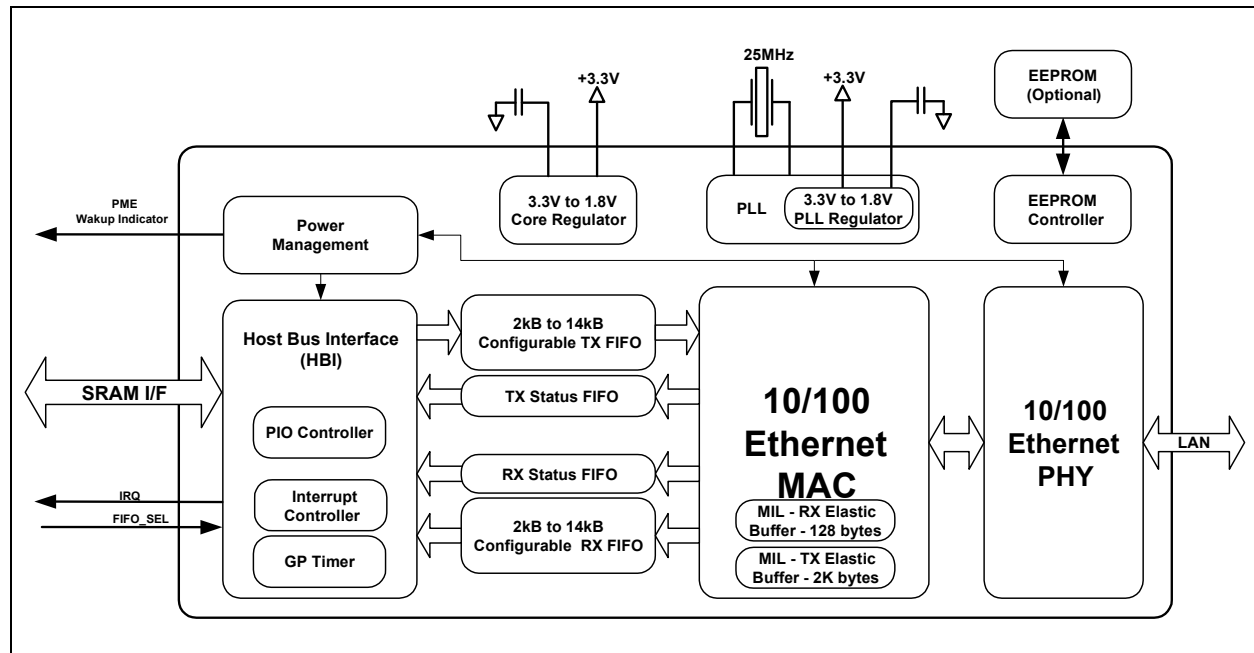 25MHz
+3.3V
+3.3V
EEPROM
(Optional)
PME
Wakup Indicator
Power
Management
3.3V to 1.8V
Core Regulator
PLL
3.3V to 1.8V
PLL Regulator
EEPROM
Controller
Host Bus Interface
(HBI)
2kB to 14kB
Configurable TX FIFO
SRAM I/F
TX Status FIFO
PIO Controller
10/100
Ethernet
MAC
10/100
Ethernet
PHY
LAN
RX Status FIFO
IRQ
FIFO_SEL
Interrupt
Controller
2kB to 14kB
Configurable RX FIFO
MIL - RX Elastic
Buffer - 128 bytes
GP Timer
MIL - TX Elastic
Buffer - 2K bytes